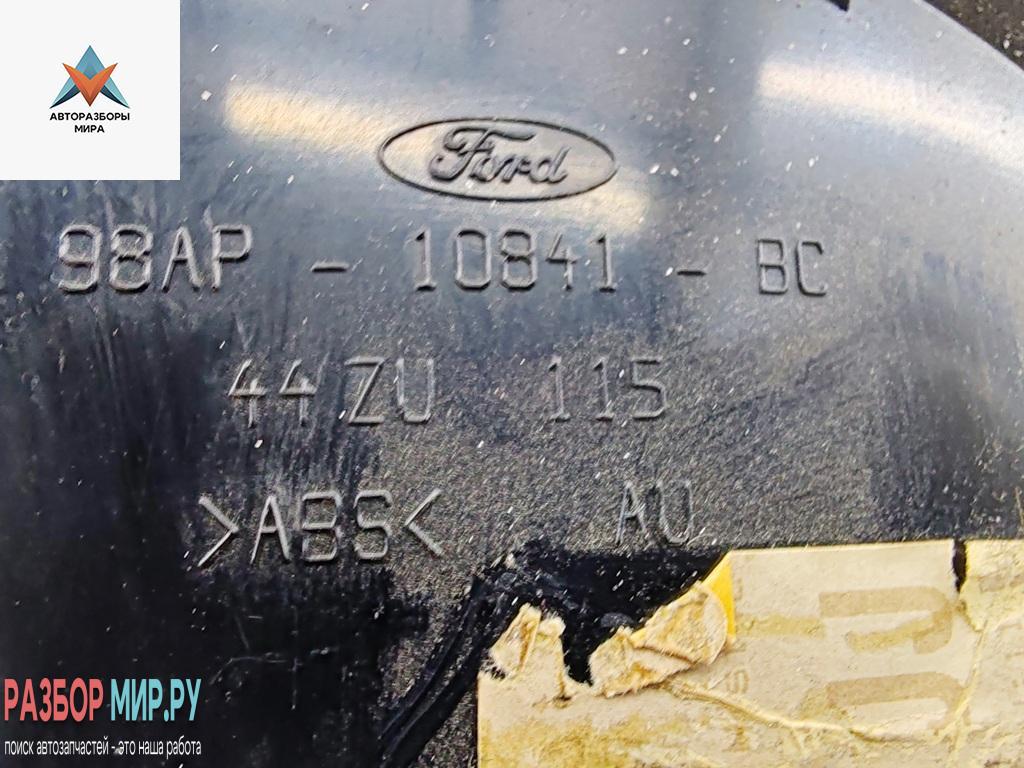 АВТОРАЗБОРЫ
МИРА
Ford
98AP - 10841 - BC
44ZU 115
>ABS< AU
РАЗБОР МИР.РУ
поиск автозапчастей - это наша работа